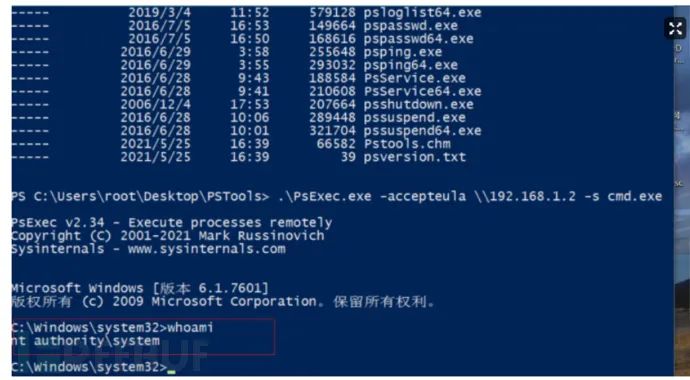 ----- 2019/3/4 11:52 579128 psloglist64.exe
----- 2016/7/5 16:53 149664 pspasswd.exe
----- 2016/7/5 16:50 168616 pspasswd64.exe
----- 2016/6/29 3:58 255648 psping.exe
----- 2016/6/29 3:55 293032 psping64.exe
----- 2016/6/28 9:43 188584 PsService.exe
----- 2016/6/28 9:41 210608 PsService64.exe
----- 2006/12/4 17:53 207664 psshutdown.exe
----- 2016/6/28 10:06 289448 pssuspend.exe
----- 2016/6/28 10:01 321704 pssuspend64.exe
----- 2021/5/25 16:39 66582 Pstools.chm
----- 2021/5/25 16:39 39 psversion.txt
PS C:\Users\root\Desktop\PSTools> .\PsExec.exe -accepteula \\192.168.1.2 -s cmd.exe
PsExec v2.34 - Execute processes remotely
Copyright (C) 2001-2021 Mark Russinovich
Sysinternals - www.sysinternals.com
Microsoft Windows [版本 6.1.7601]
版权所有 (c) 2009 Microsoft Corporation。保留所有权利。
C:\Windows\system32>whoami
nt authority\system
C:\Windows\system32>